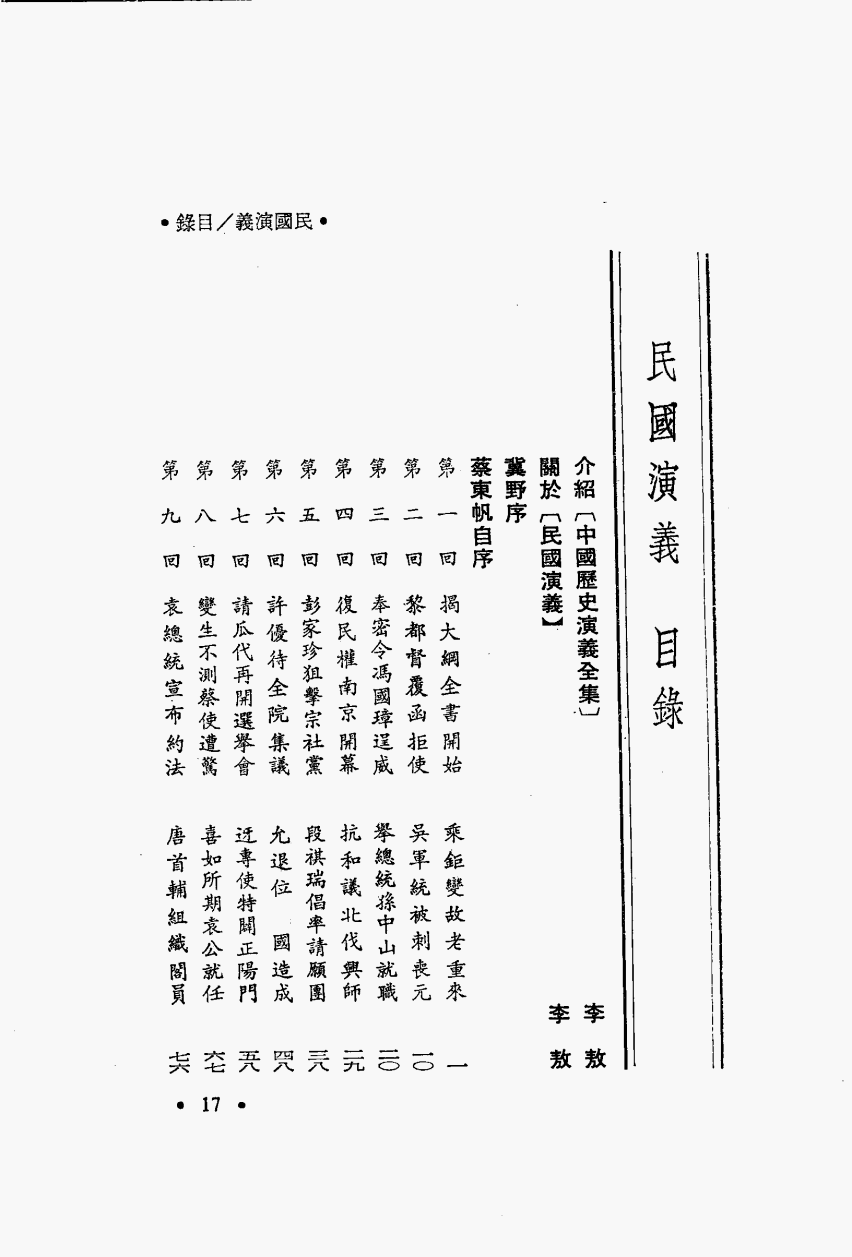 •民國演義／目錄•
民國演義 目錄
介紹〔中國歷史演義全集〕 李敖
關於〔民國演義】 李敖
冀野序
蔡東帆自序
第一回 揭大綱全書開始 乘鉅變故老重來 一
第二回 黎都督覆函拒使 吳軍統被刺喪元 一〇
第三回 奉密令馮國璋逞威 舉總統孫中山就職 二〇
第四回 復民權南京開幕 抗和議北伐興師 二九
第五回 彭家珍狙擊宗社黨 段祺瑞倡率請願團 三八
第六回 許優待全院集議 允退位 國造成 四八
第七回 請瓜代再開選舉會 迓專使特闢正陽門 五八
第八回 變生不測蔡使遭驚 喜如所期袁公就任 六七
第九回 袁總統宣布約法 唐首輔組織閣員 七六
• 17 •